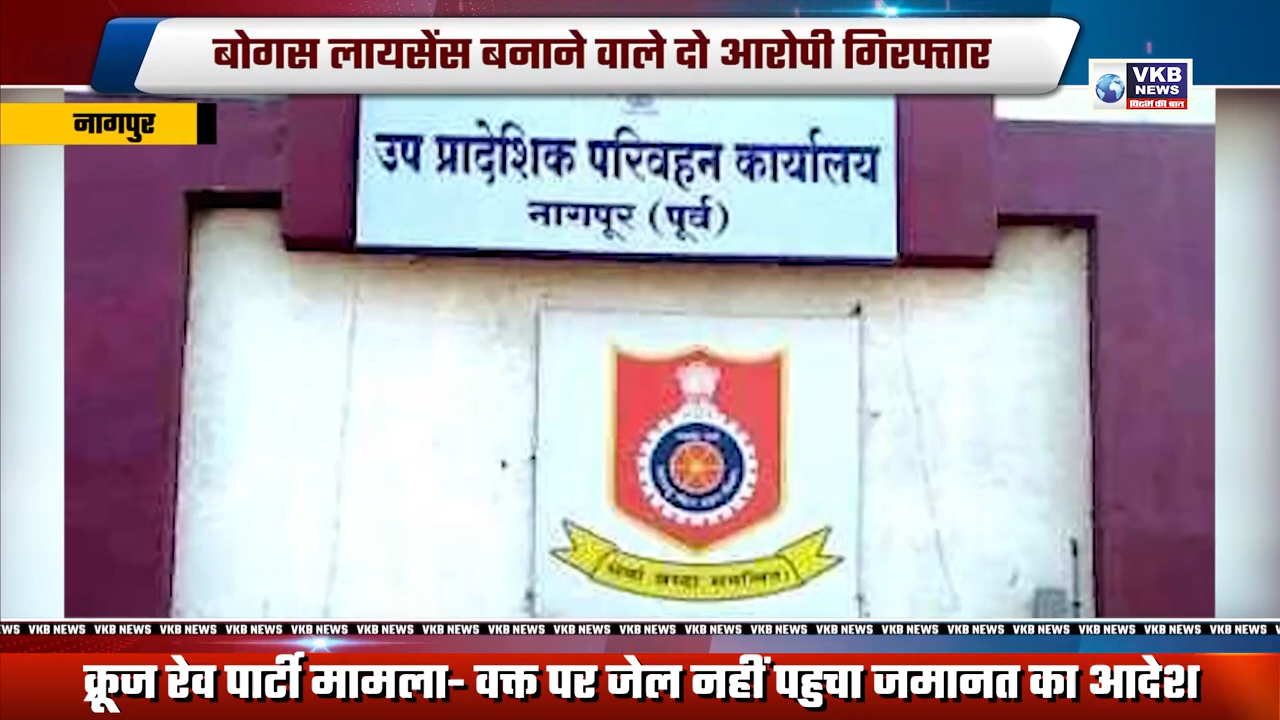 बोगस लायसेंस बनाने वाले दो आरोपी गिरफ्तार
VKB
NEWS
विदर्भ की बात
नागपुर
उप प्रादेशिक परिवहन कार्यालय
नागपूर (पूर्व)
EWS VKB NEWS VKB NEWS VKB NEWS VKB NEWS VKB NEWS VKB NEWS VKB NEWS VKB NEWS VKB NEWS VKB NEWS VKB NEWS VKB NEWS VKB NEWS VKB NEWS VKB NEWS VKB NEWS VKB NEWS VKB NEWS VKB NEWS
क्रूज रेव पार्टी मामला- वक्त पर जेल नहीं पहुचा जमानत का आदेश